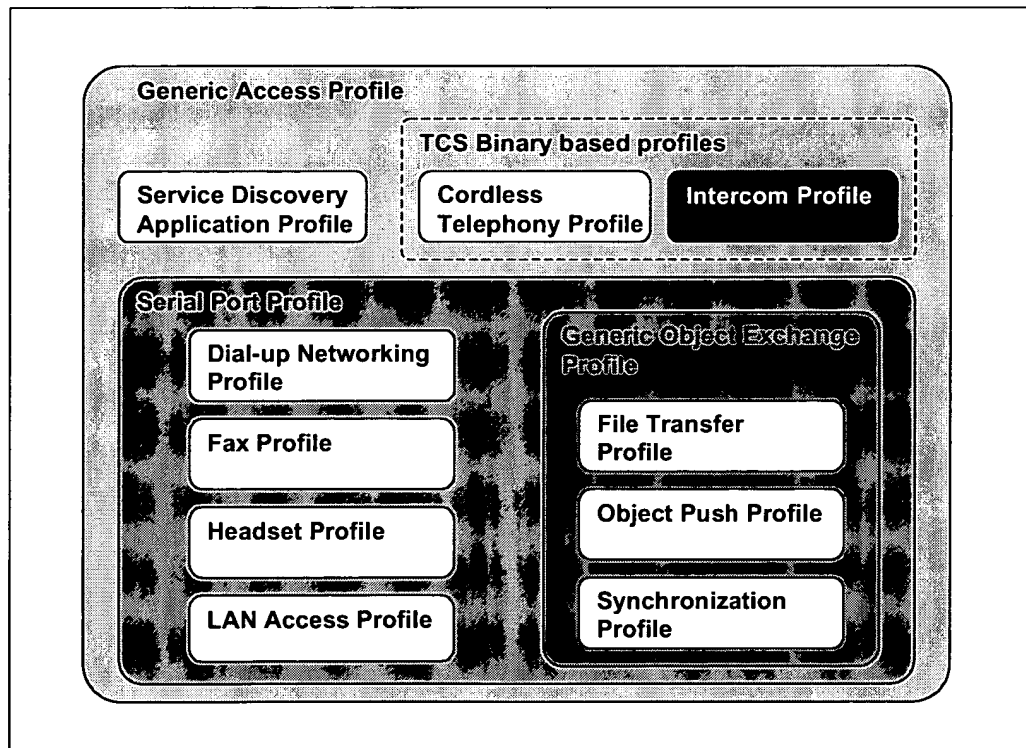 Generic Access Profile
TCS Binary based profiles
Service Discovery
Application Profile
Cordless
Telephony Profile
Intercom Profile
Serial Port Profile
Dial-up Networking
Profile
Fax Profile
Headset Profile
LAN Access Profile
Generic Object Exchange
Profile
File Transfer
Profile
Object Push Profile
Synchronization
Profile